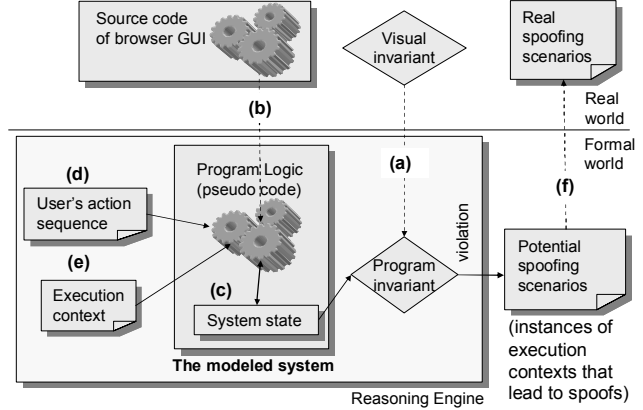 Source code
of browser GUI
Visual
invariant
Real
spoofing
scenarios
(b)
Real
world
Formal
world
(a)
(f)
(d)
User's action
sequence
Program Logic
(pseudo code)
(e)
Execution
context
(c)
System state
Program
invariant
violation
Potential
spoofing
scenarios
(instances of
execution
contexts that
lead to spoofs)
The modeled system
Reasoning Engine